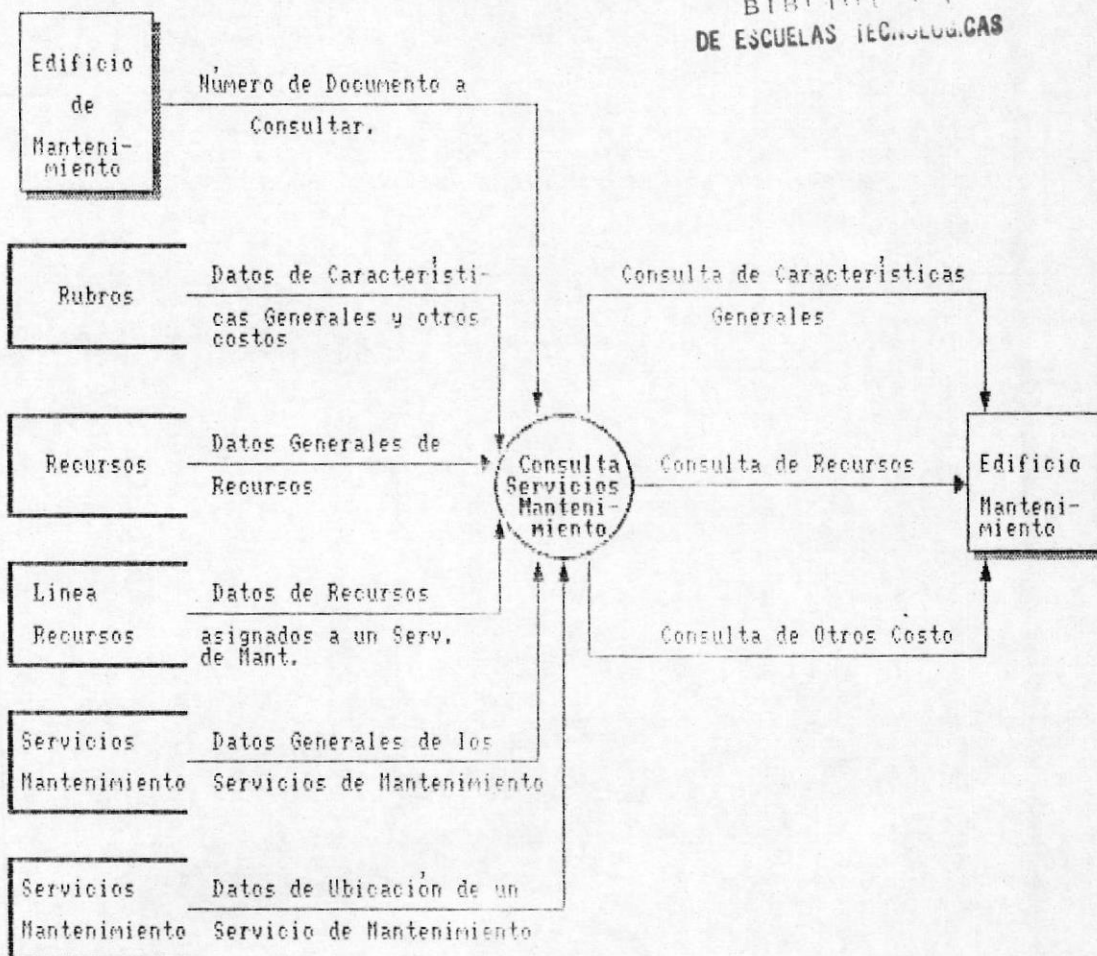 DE ESCUELAS TECNOLOGICAS
Edificio
de
Manteni-
miento
Número de Documento a
Consultar.
Rubros
Datos de Característi-
cas Generales y otros
costos
Consulta de Características
Generales
Recursos
Datos Generales de
Recursos
Consulta
Servicios
Manteni-
miento
Consulta de Recursos
Edificio
Manteni-
miento
Linea
Recursos
Datos de Recursos
asignados a un Serv.
de Mant.
Consulta de Otros Costo
Servicios
Mantenimiento
Datos Generales de los
Servicios de Mantenimiento
Servicios
Mantenimiento
Datos de Ubicación de un
Servicio de Mantenimiento